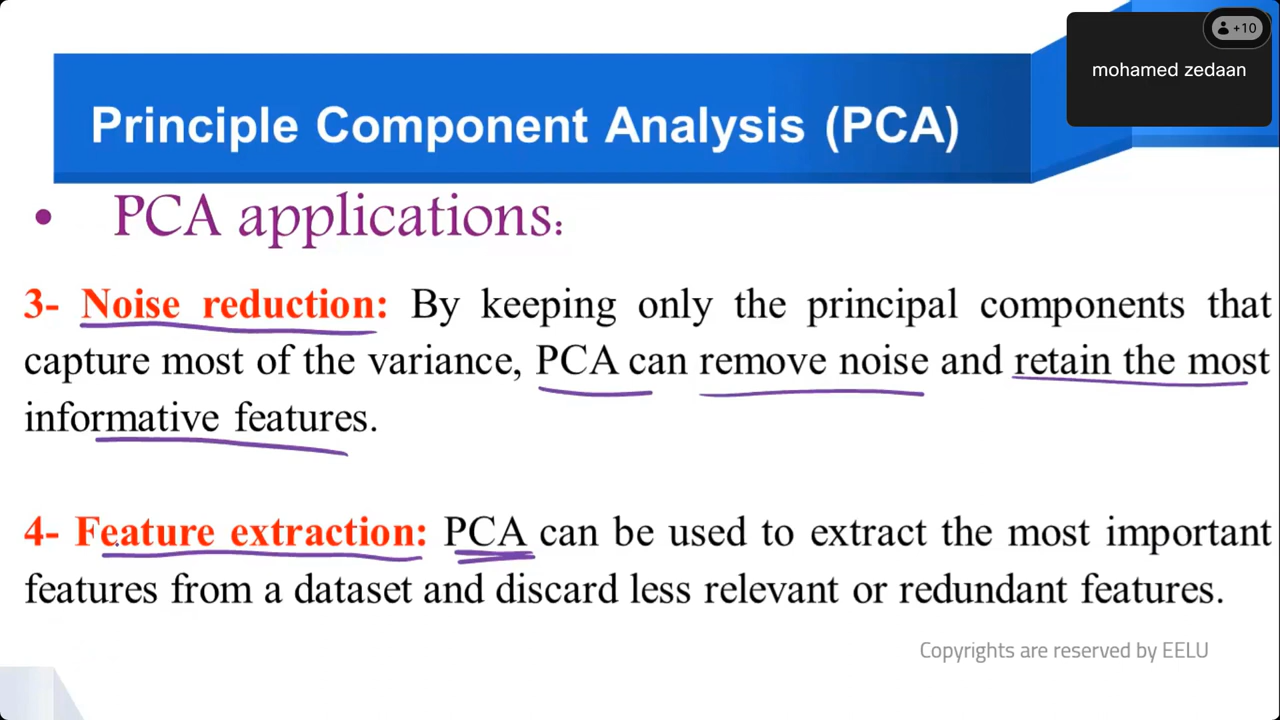 +10
mohamed zedaan
Principle Component Analysis (PCA)
• PCA applications:
3- Noise reduction: By keeping only the principal components that
capture most of the variance, PCA can remove noise and retain the most
informative features.
4- Feature extraction: PCA can be used to extract the most important
features from a dataset and discard less relevant or redundant features.
Copyrights are reserved by EELU